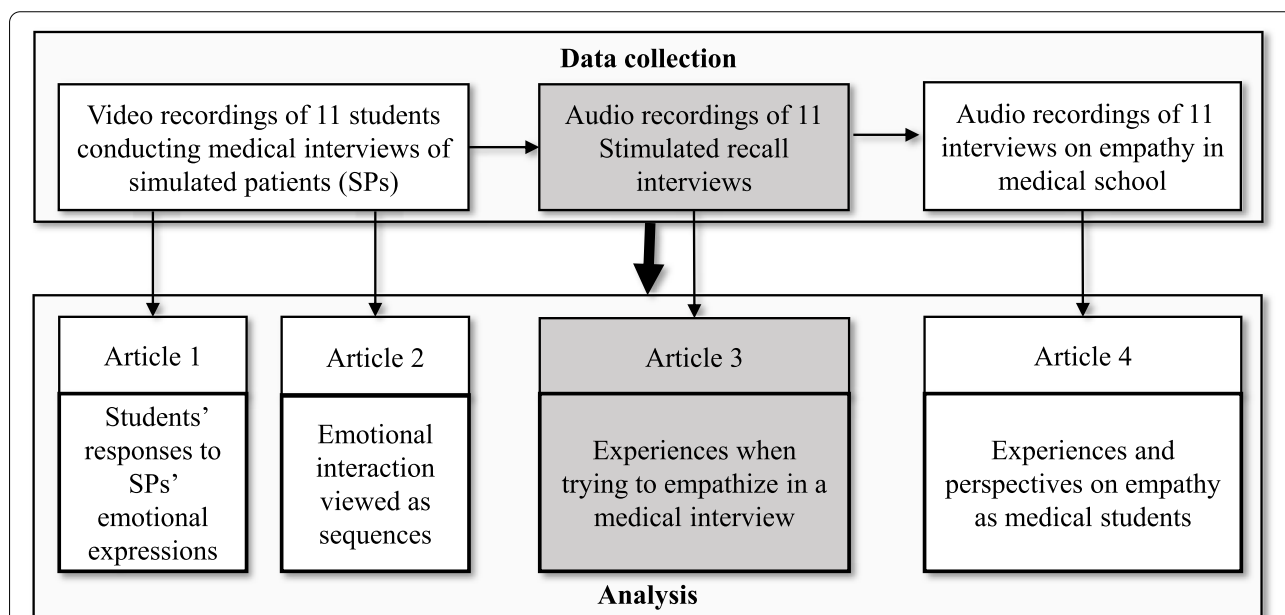 Data collection
Video recordings of 11 students
conducting medical interviews of
simulated patients (SPs)
Audio recordings of 11
Stimulated recall
interviews
Audio recordings of 11
interviews on empathy in
medical school
Article 1
Students’
responses to
SPs’
emotional
expressions
Article 2
Emotional
interaction
viewed as
sequences
Article 3
Experiences when
trying to empathize in a
medical interview
Article 4
Experiences and
perspectives on empathy
as medical students
Analysis